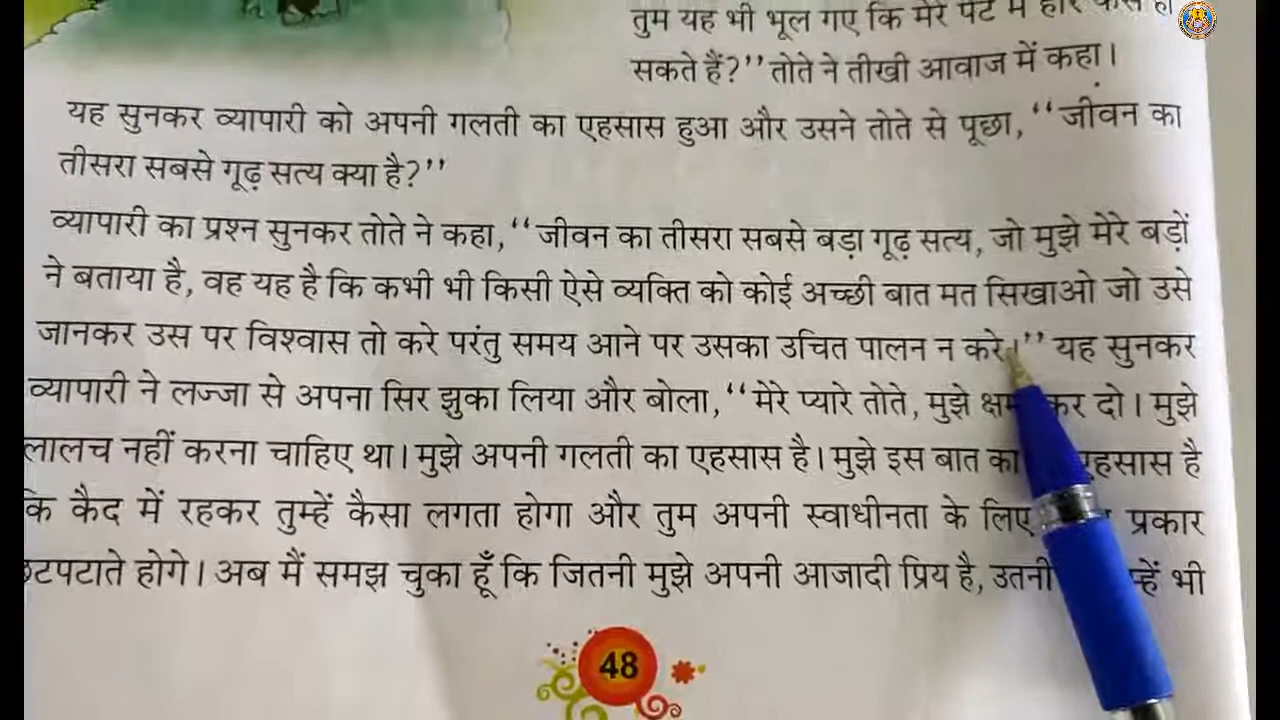 तुम यह भी भूल गए कि मेरे पेट में हीरे कैसे हो
सकते हैं?’’ तोते ने तीखी आवाज में कहा।
यह सुनकर व्यापारी को अपनी गलती का एहसास हुआ और उसने तोते से पूछा, ‘‘जीवन का
तीसरा सबसे गूढ़ सत्य क्या है?’’
व्यापारी का प्रश्न सुनकर तोते ने कहा, ‘‘जीवन का तीसरा सबसे बड़ा गूढ़ सत्य, जो मुझे मेरे बड़ों
ने बताया है, वह यह है कि कभी भी किसी ऐसे व्यक्ति को कोई अच्छी बात मत सिखाओ जो उसे
जानकर उस पर विश्वास तो करे परंतु समय आने पर उसका उचित पालन न करे।’’ यह सुनकर
व्यापारी ने लज्जा से अपना सिर झुका लिया और बोला, ‘‘मेरे प्यारे तोते, मुझे क्षमा कर दो। मुझे
लालच नहीं करना चाहिए था। मुझे अपनी गलती का एहसास है। मुझे इस बात का एहसास है
कि कैद में रहकर तुम्हें कैसा लगता होगा और तुम अपनी स्वाधीनता के लिए प्रकार
छटपटाते होगे। अब मैं समझ चुका हूँ कि जितनी मुझे अपनी आजादी प्रिय है, उतनी भी
48